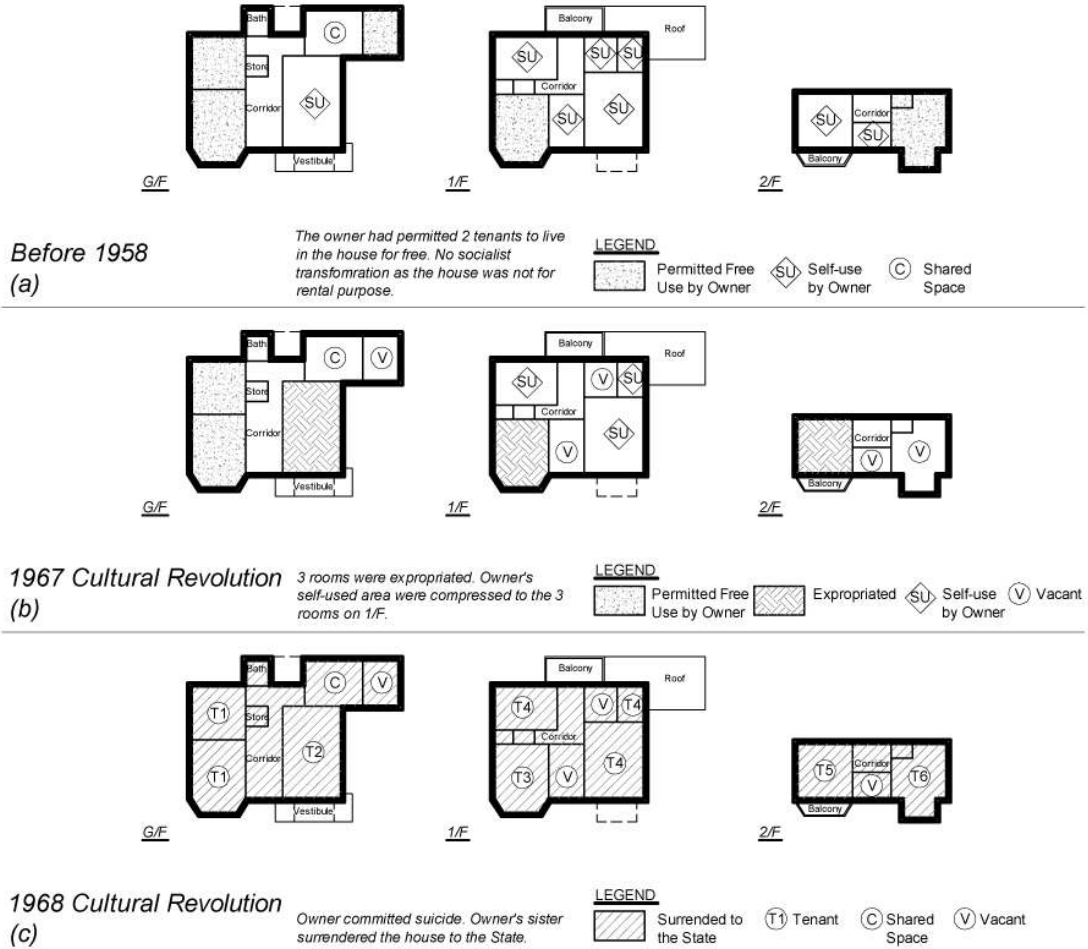 Bath
C
Store
Corridor
SU
Vestibule
G/F
Balcony
Roof
SU
SU
SU
Corridor
SU
SU
1/F
SU
Corridor
SU
Balcony
2/F
Before 1958
(a)
The owner had permitted 2 tenants to live
in the house for free. No socialist
transfomration as the house was not for
rental purpose.
LEGEND
Permitted Free
Use by Owner
SU
Self-use
by Owner
C
Shared
Space
Bath
C
V
Store
Corridor
Vestibule
G/F
Balcony
Roof
SU
V
SU
Corridor
V
SU
1/F
Corridor
V
V
Balcony
2/F
1967 Cultural Revolution
(b)
3 rooms were expropriated. Owner's
self-used area were compressed to the 3
rooms on 1/F.
LEGEND
Permitted Free
Use by Owner
Expropriated
SU
Self-use
by Owner
V
Vacant
Bath
C
V
T1
Store
T2
T1
Corridor
Vestibule
G/F
Balcony
Roof
T4
V
T4
Corridor
T3
V
T4
1/F
T5
Corridor
V
T6
Balcony
2/F
1968 Cultural Revolution
(c)
Owner committed suicide. Owner's sister
surrendered the house to the State.
LEGEND
Surrended to
the State
T1
Tenant
C
Shared
Space
V
Vacant